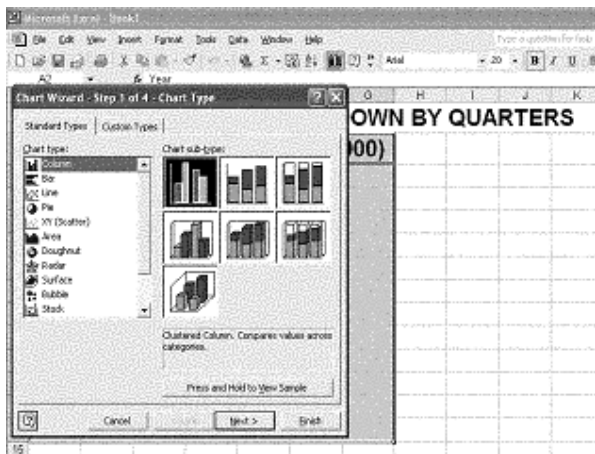 Microsoft Excel - Book1
File Edit View Insert Format Tools Data Window Help
Type a question for help
Arial 20 B I U
A2 fx Year
Chart Wizard - Step 1 of 4 - Chart Type
G H I J K
OWN BY QUARTERS
000)
Standard Types Custom Types
Chart type: Chart sub-type:
Column
Bar
Line
Pie
XY (Scatter)
Area
Doughnut
Radar
Surface
Bubble
Stock
Clustered Column. Compares values across
categories.
Press and Hold to View Sample
Cancel Next > Finish